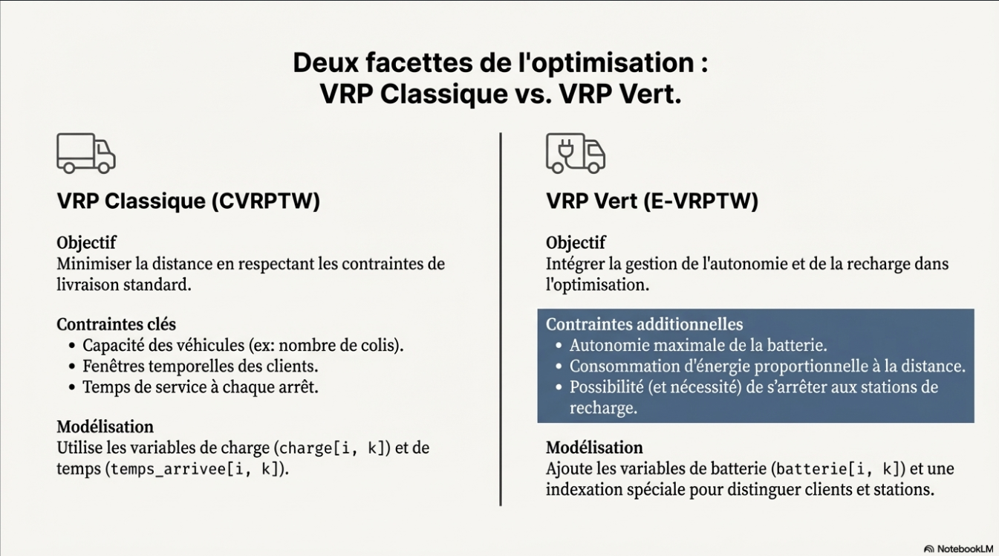 Deux facettes de l'optimisation :
VRP Classique vs. VRP Vert.
VRP Classique (CVRPTW)
Objectif
Minimiser la distance en respectant les contraintes de
livraison standard.
Contraintes clés
• Capacité des véhicules (ex: nombre de colis).
• Fenêtres temporelles des clients.
• Temps de service à chaque arrêt.
Modélisation
Utilise les variables de charge (charge[i, k]) et de
temps (temps_arrivee[i, k]).
VRP Vert (E-VRPTW)
Objectif
Intégrer la gestion de l'autonomie et de la recharge dans
l'optimisation.
Contraintes additionnelles
• Autonomie maximale de la batterie.
• Consommation d'énergie proportionnelle à la distance.
• Possibilité (et nécessité) de s’arrêter aux stations de
recharge.
Modélisation
Ajoute les variables de batterie (batterie[i, k]) et une
indexation spéciale pour distinguer clients et stations.
NotebookLM